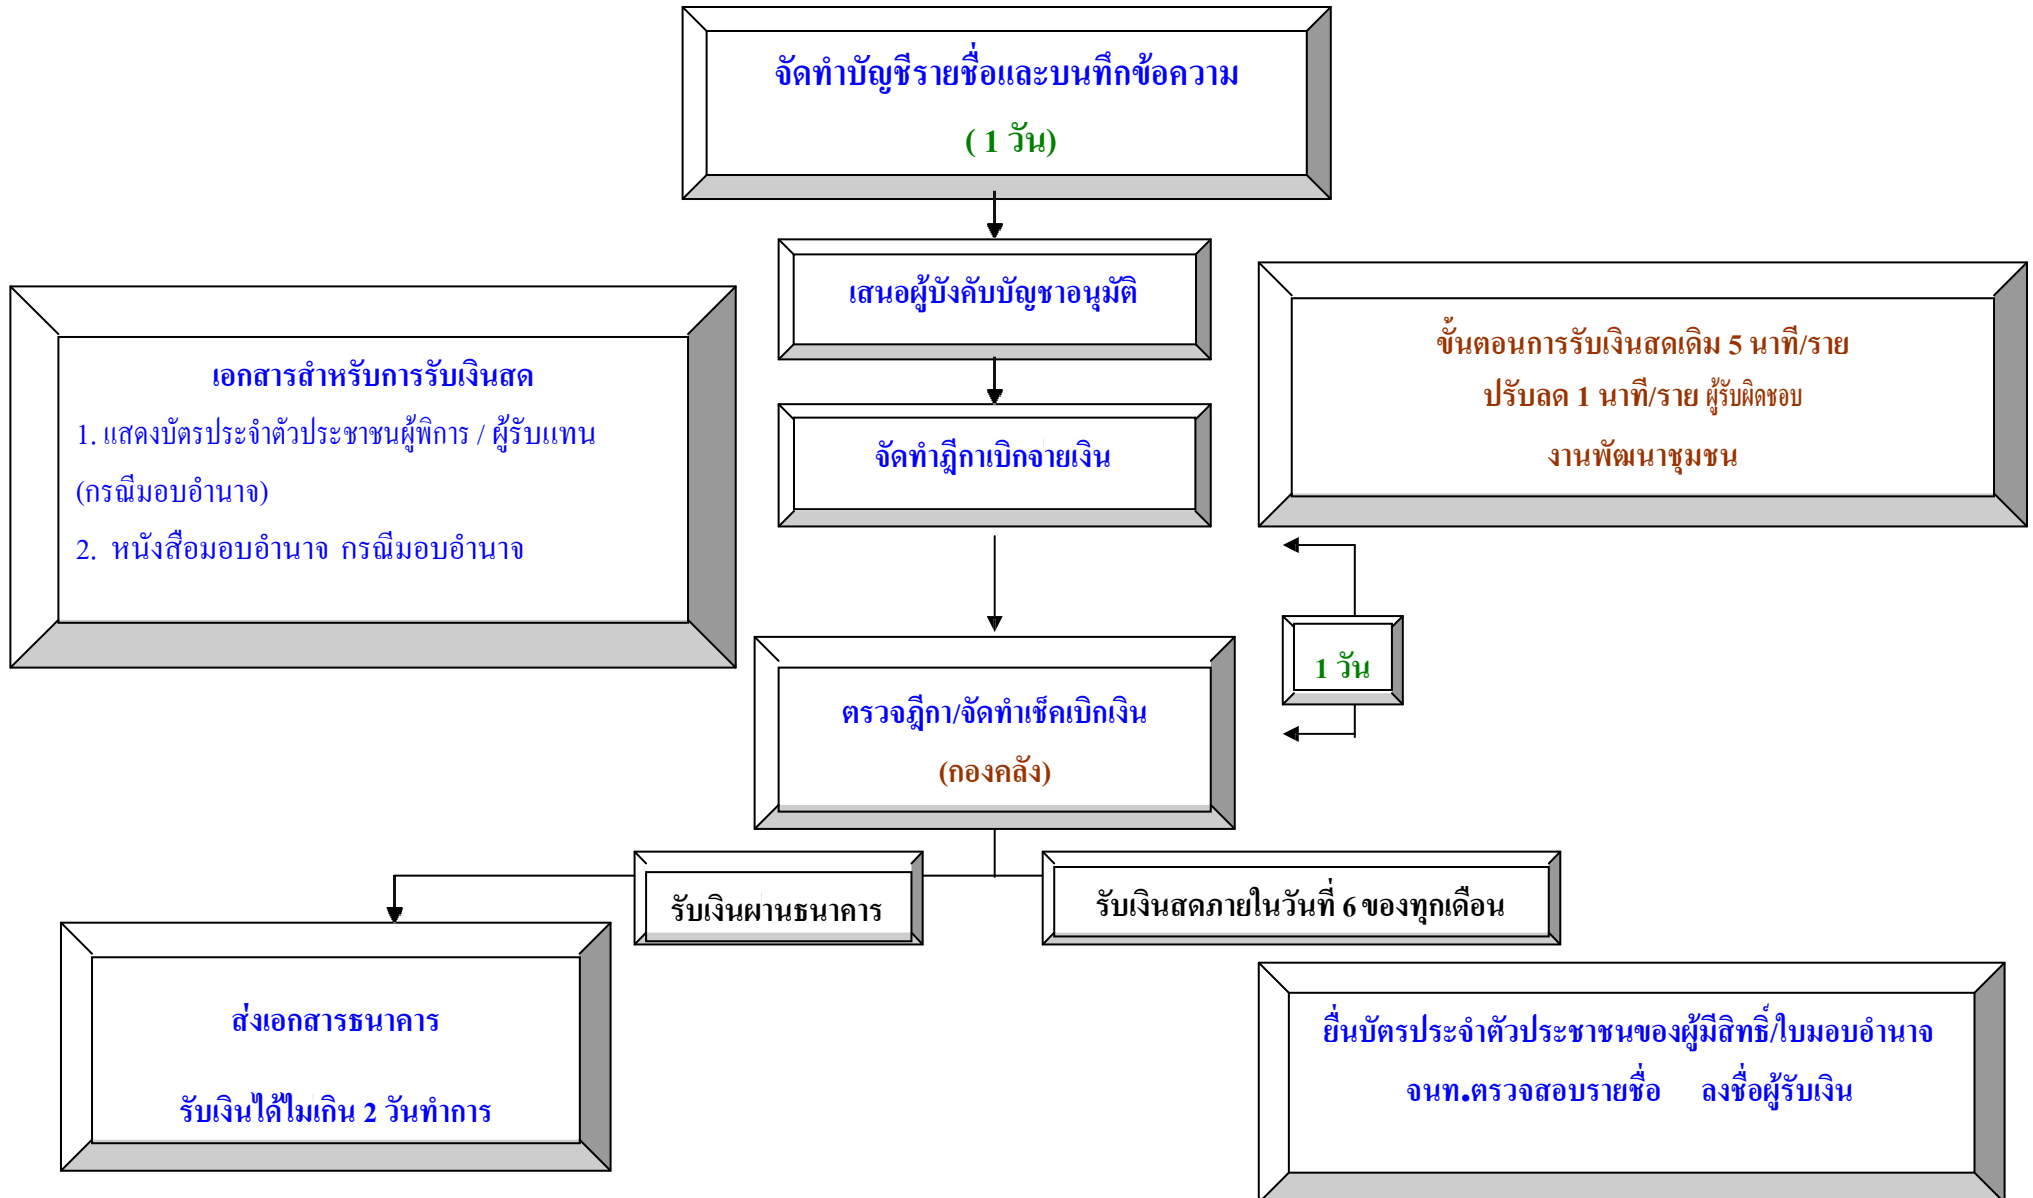 จัดทำบัญชีรายชื่อและบนทึกข้อความ
( 1 วัน)
เสนอผู้บังคับบัญชาอนุมัติ
เอกสารสำหรับการรับเงินสด
1. แสดงบัตรประจำตัวประชาชนผู้พิการ / ผู้รับแทน
(กรณีมอบอำนาจ)
2. หนังสือมอบอำนาจ กรณีมอบอำนาจ
ขั้นตอนการรับเงินสดเดิม 5 นาที/ราย
ปรับลด 1 นาที/ราย ผู้รับผิดชอบ
งานพัฒนาชุมชน
จัดทำฎีกาเบิกจ่ายเงิน
1 วัน
ตรวจฎีกา/จัดทำเช็คเบิกเงิน
(กองคลัง)
รับเงินผ่านธนาคาร
รับเงินสดภายในวันที่ 6 ของทุกเดือน
ส่งเอกสารธนาคาร
รับเงินได้ไม่เกิน 2 วันทำการ
ยื่นบัตรประจำตัวประชาชนของผู้มีสิทธิ์/ใบมอบอำนาจ
จนท.ตรวจสอบรายชื่อ ลงชื่อผู้รับเงิน